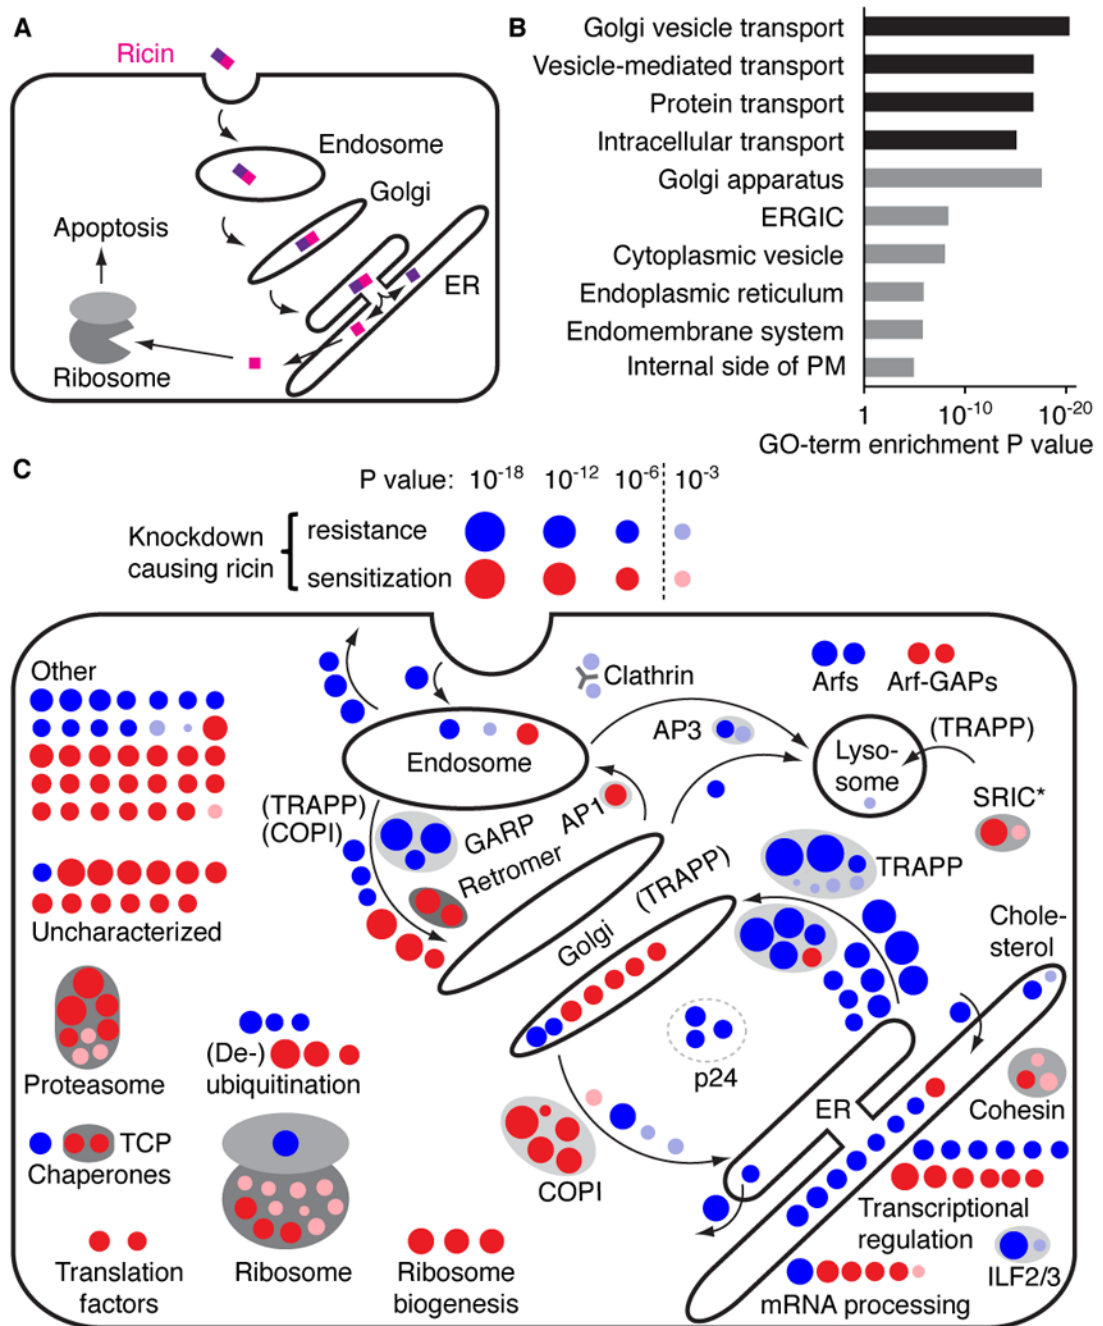 A
Ricin
Endosome
Golgi
Apoptosis
ER
Ribosome
B
Golgi vesicle transport
Vesicle-mediated transport
Protein transport
Intracellular transport
Golgi apparatus
ERGIC
Cytoplasmic vesicle
Endoplasmic reticulum
Endomembrane system
Internal side of PM
1 10-10 10-20
GO-term enrichment P value
C
P value: 10-18 10-12 10-6 10-3
Knockdown
causing ricin
resistance
sensitization
Other
Clathrin
Arfs
Arf-GAPs
AP3
Endosome
Lyso-
some
(TRAPP)
(TRAPP)
(COPI)
GARP
AP1
Retromer
SRIC*
TRAPP
(TRAPP)
Golgi
Chole-
sterol
Uncharacterized
Proteasome
(De-)
ubiquitination
p24
ER
Cohesin
TCP
Chaperones
COPI
Transcriptional
regulation
ILF2/3
mRNA processing
Translation
factors
Ribosome
Ribosome
biogenesis